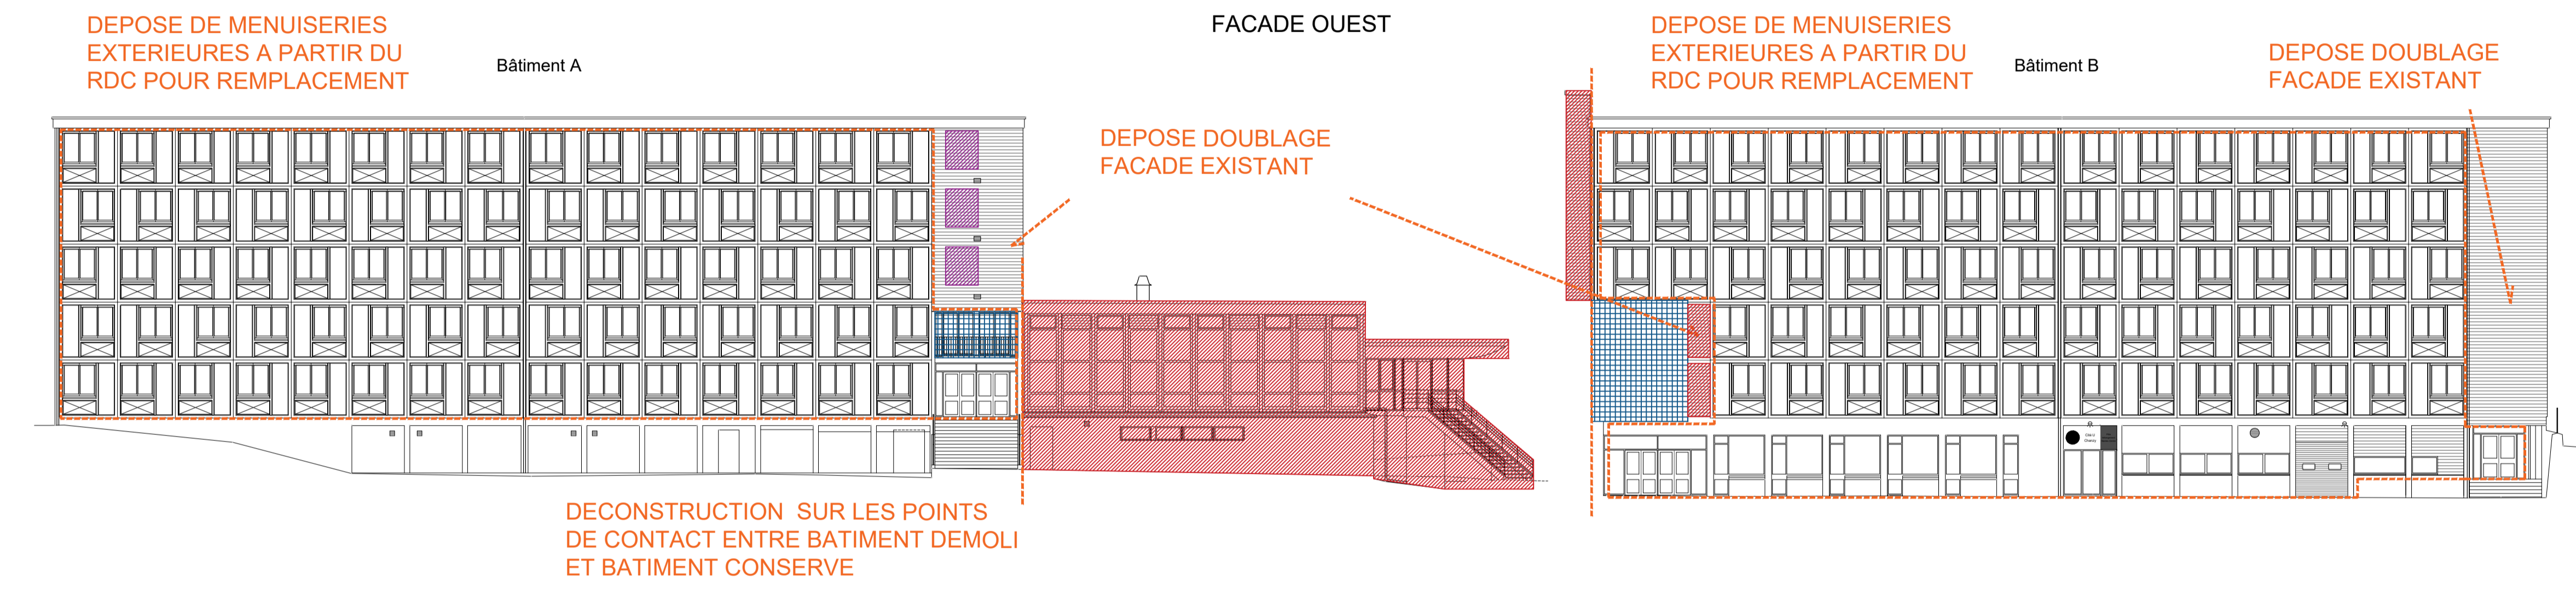 FACADE OUEST
DEPOSE DE MENUISERIES
EXTERIEURES A PARTIR DU
RDC POUR REMPLACEMENT
Bâtiment A
DEPOSE DOUBLAGE
FACADE EXISTANT
DEPOSE DE MENUISERIES
EXTERIEURES A PARTIR DU
RDC POUR REMPLACEMENT
Bâtiment B
DEPOSE DOUBLAGE
FACADE EXISTANT
DECONSTRUCTION SUR LES POINTS
DE CONTACT ENTRE BATIMENT DEMOLI
ET BATIMENT CONSERVE